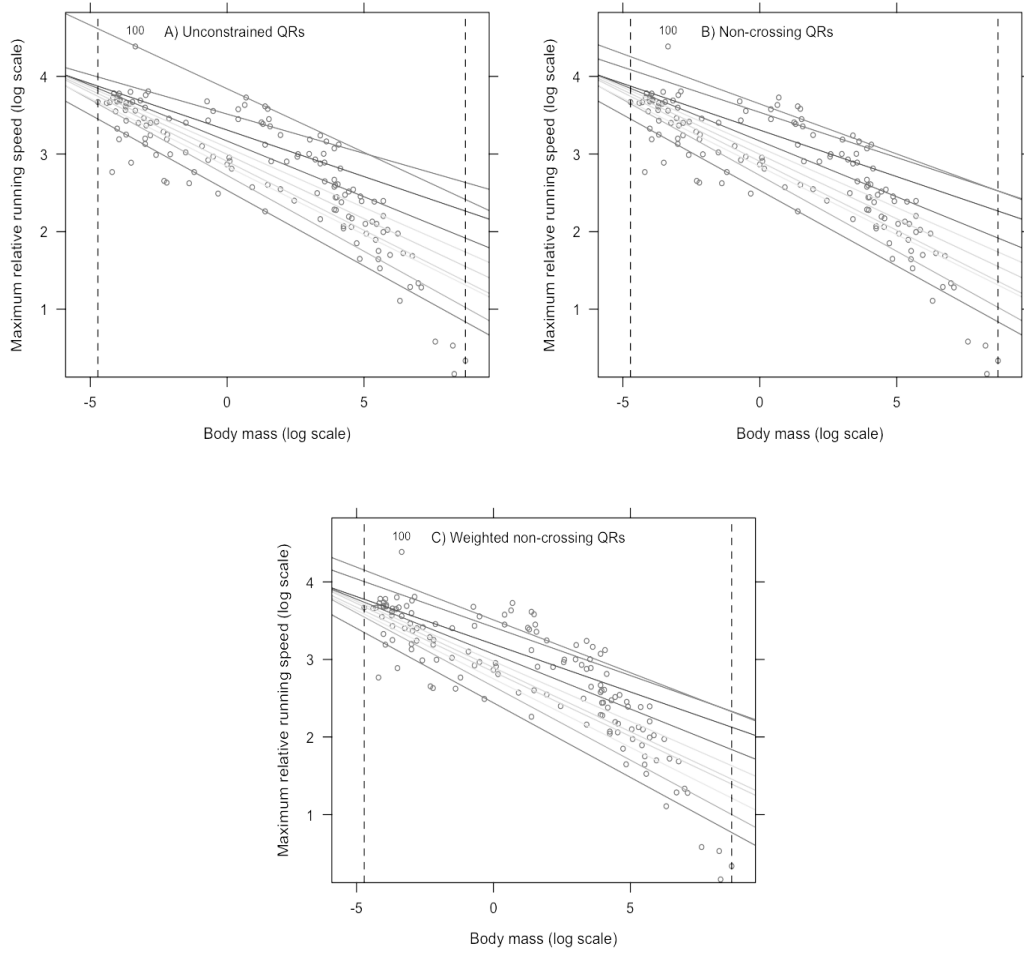 100 A) Unconstrained QRs
Maximum relative running speed (log scale)
4
3
2
1
-5 0 5
Body mass (log scale)
100 B) Non-crossing QRs
Maximum relative running speed (log scale)
4
3
2
1
-5 0 5
Body mass (log scale)
100 C) Weighted non-crossing QRs
Maximum relative running speed (log scale)
4
3
2
1
-5 0 5
Body mass (log scale)